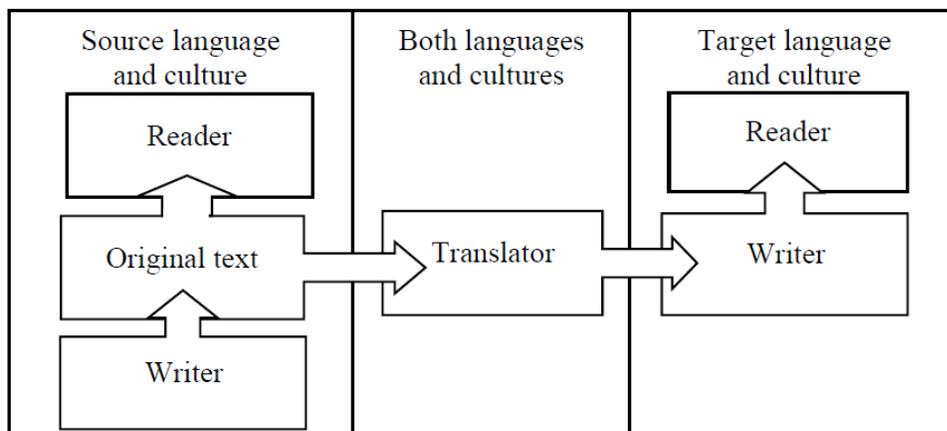 Source language
and culture
Reader
Original text
Writer
Both languages
and cultures
Translator
Target language
and culture
Reader
Writer